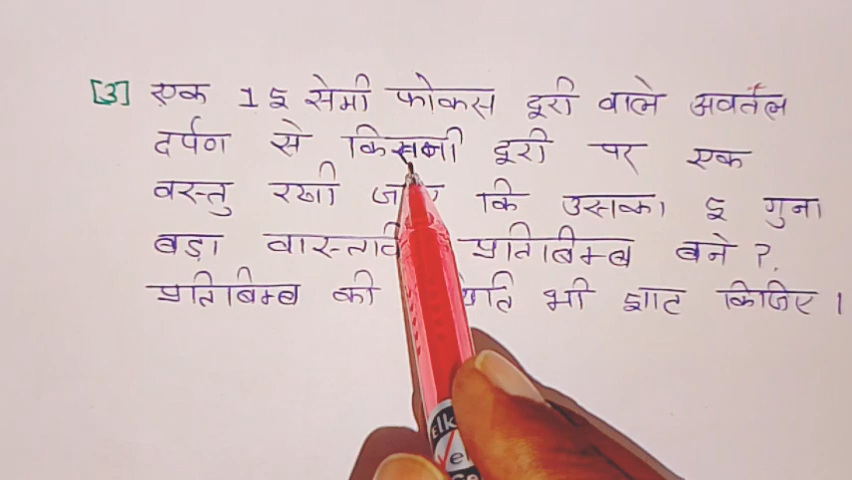 [3] एक 15 सेमी फोकस दूरी वाले अवतल
दर्पण से कितनी दूरी पर एक
वस्तु रखी कि उसका 5 गुना
बड़ा प्रतिबिम्ब बने ?
प्रतिबिम्ब की भी ज्ञाट किजिए ।